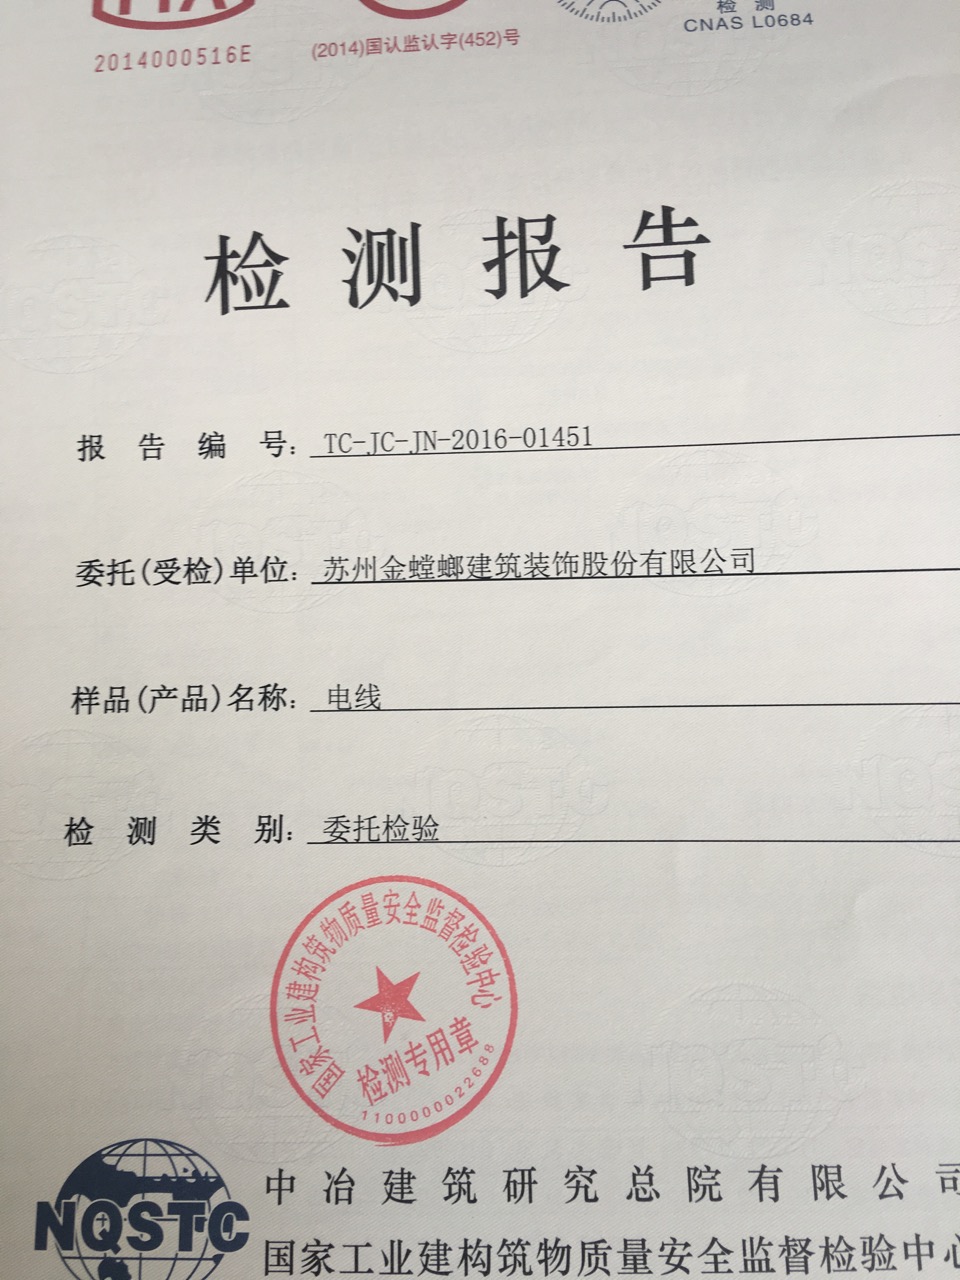 2014000516E
(2014)国认监认字(452)号
检 测
CNAS L0684
检 测 报 告
报 告 编 号： TC-JC-JN-2016-01451
委托(受检)单位： 苏州金螳螂建筑装饰股份有限公司
样品(产品)名称： 电线
检 测 类 别： 委托检验
国家工业建构筑物质量安全监督检验中心
检测专用章
1100000022688
NQSTC
中冶建筑研究总院有限公司
国家工业建构筑物质量安全监督检验中心